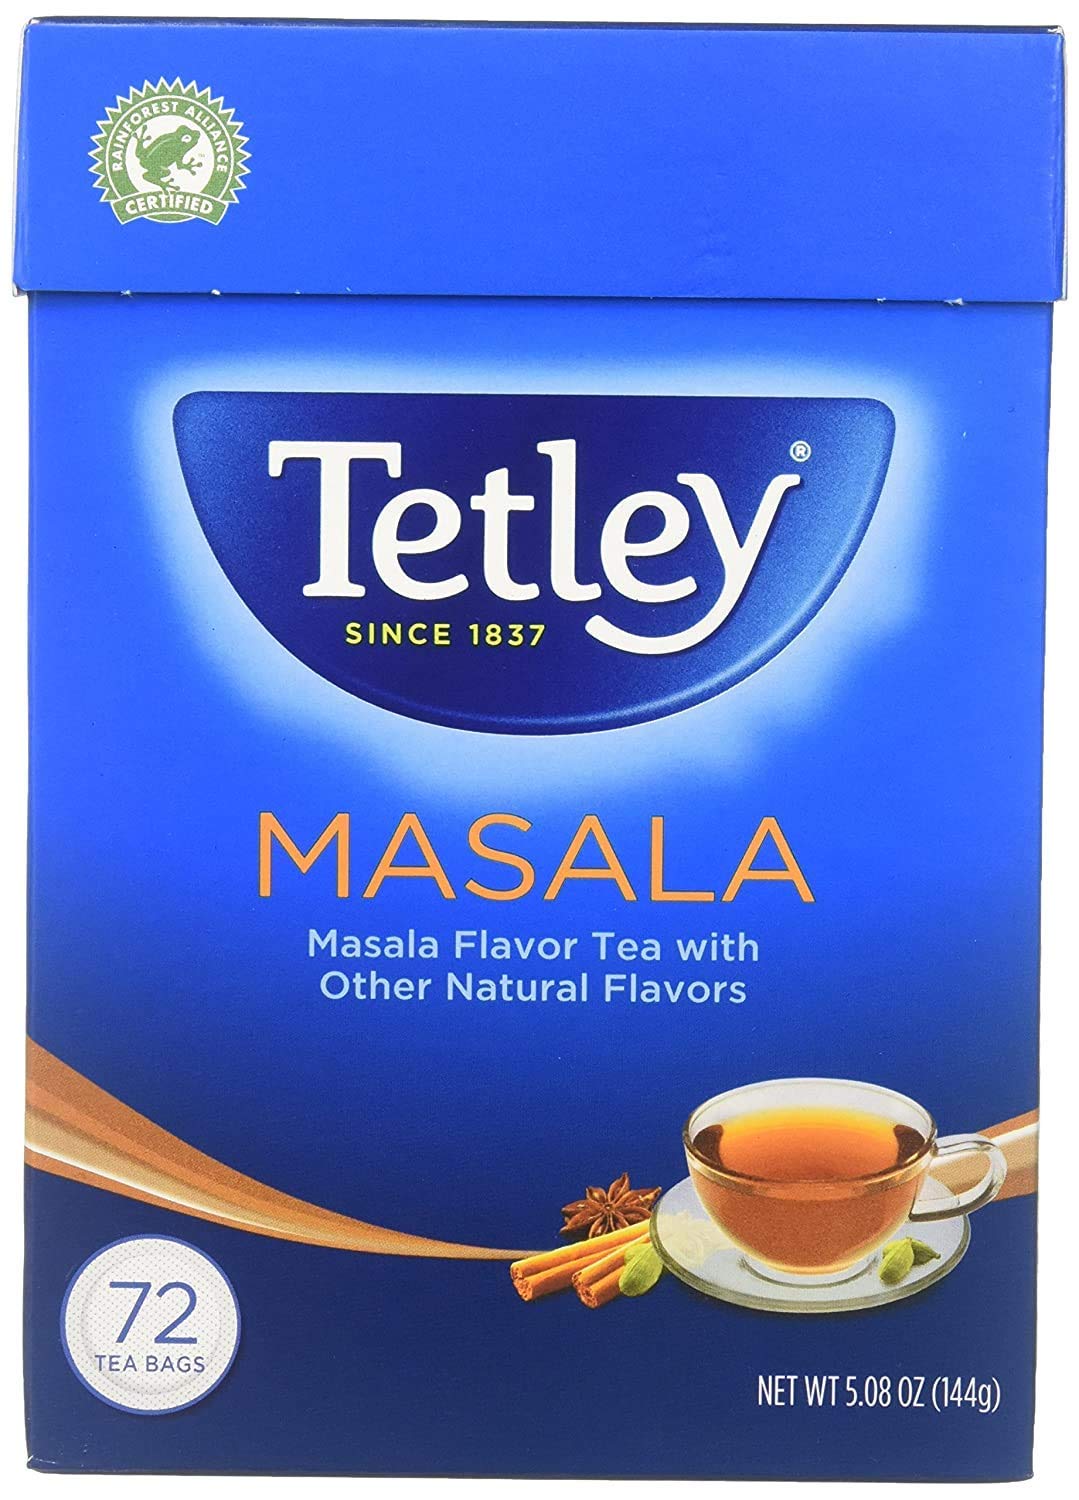 RAINFOREST ALLIANCE
CERTIFIED
Tetley®
SINCE 1837
MASALA
Masala Flavor Tea with
Other Natural Flavors
72
TEA BAGS
NET WT 5.08 OZ (144g)